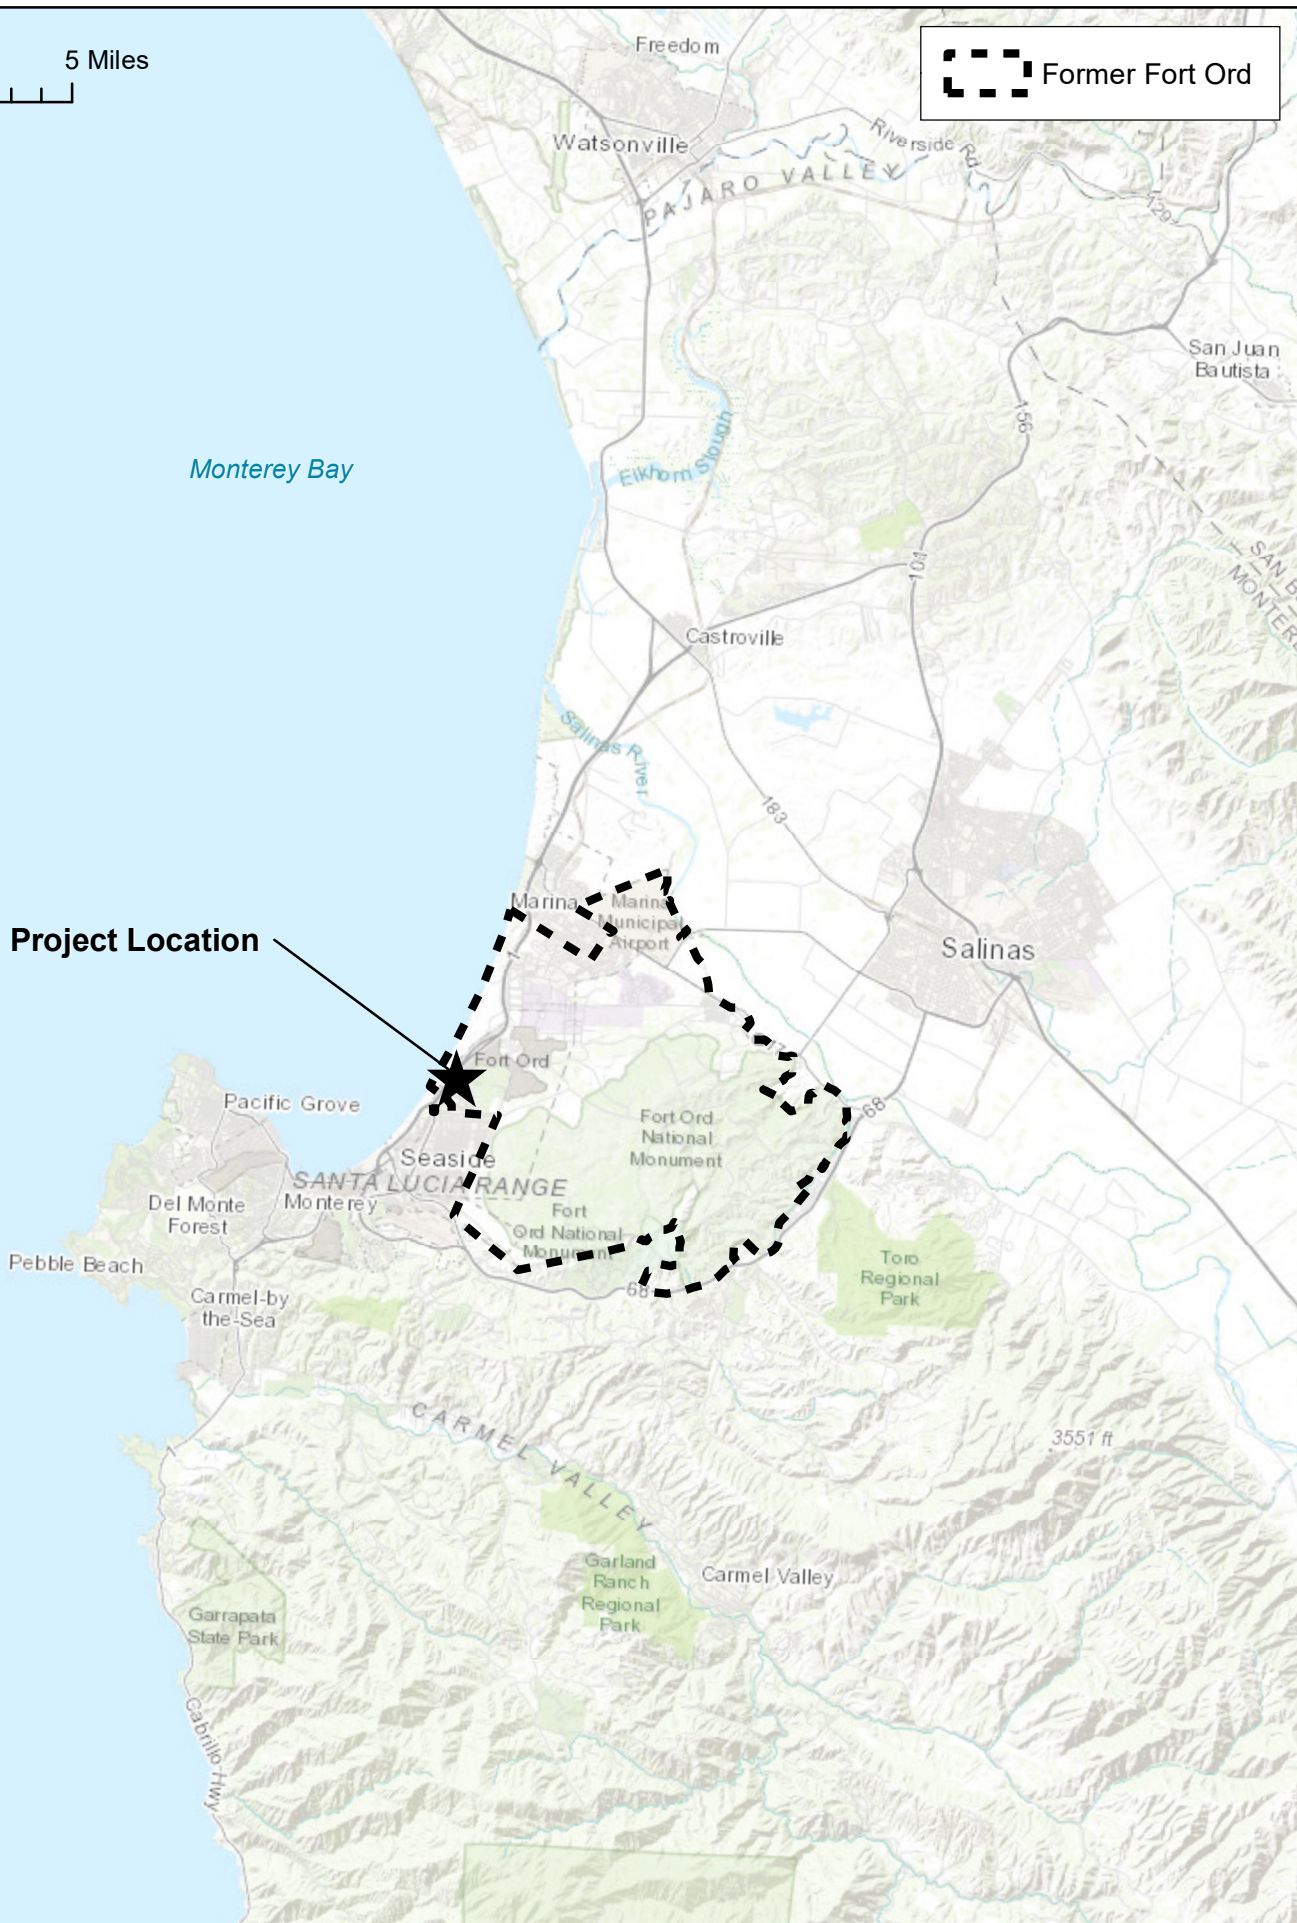 5 Miles
Former Fort Ord
Freedom
Watsonville
Riverside Rd
PAJARO VALLEY
129
San Juan
Bautista
156
Monterey Bay
Elkhorn Slough
101
SAN B
MONTER
Castroville
Salinas River
183
Marina
Marina
Municipal
Airport
Project Location
Salinas
1
Fort Ord
Pacific Grove
68
Fort Ord
National
Monument
Seaside
SANTA LUCIA RANGE
Del Monte
Forest
Monterey
Fort
Ord National
Monument
Pebble Beach
Toro
Regional
Park
68
Carmel-by
the-Sea
CARMEL VALLEY
3551 ft
1
Garland
Ranch
Regional
Park
Carmel Valley
Garrapata
State Park
Cabrillo Hwy